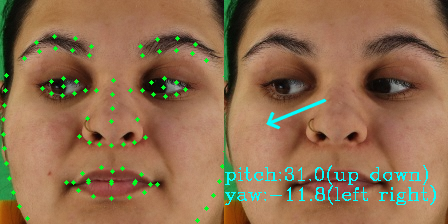 pitch:31.0(up down)
yaw:-11.8(left right)